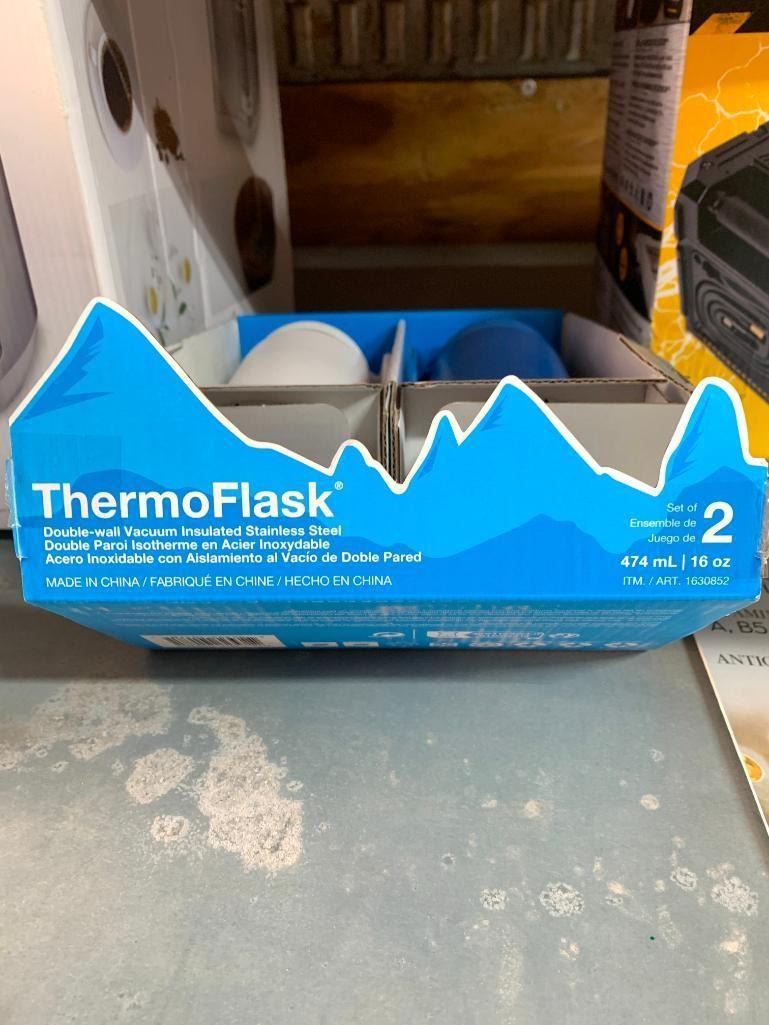 ThermoFlask®
Double-wall Vacuum Insulated Stainless Steel
Double Paroi Isotherme en Acier Inoxydable
Acero Inoxidable con Aislamiento al Vacío de Doble Pared
MADE IN CHINA / FABRIQUÉ EN CHINE / HECHO EN CHINA
Set of
Ensemble de
Juego de
2
474 mL | 16 oz
ITM. / ART. 1630852